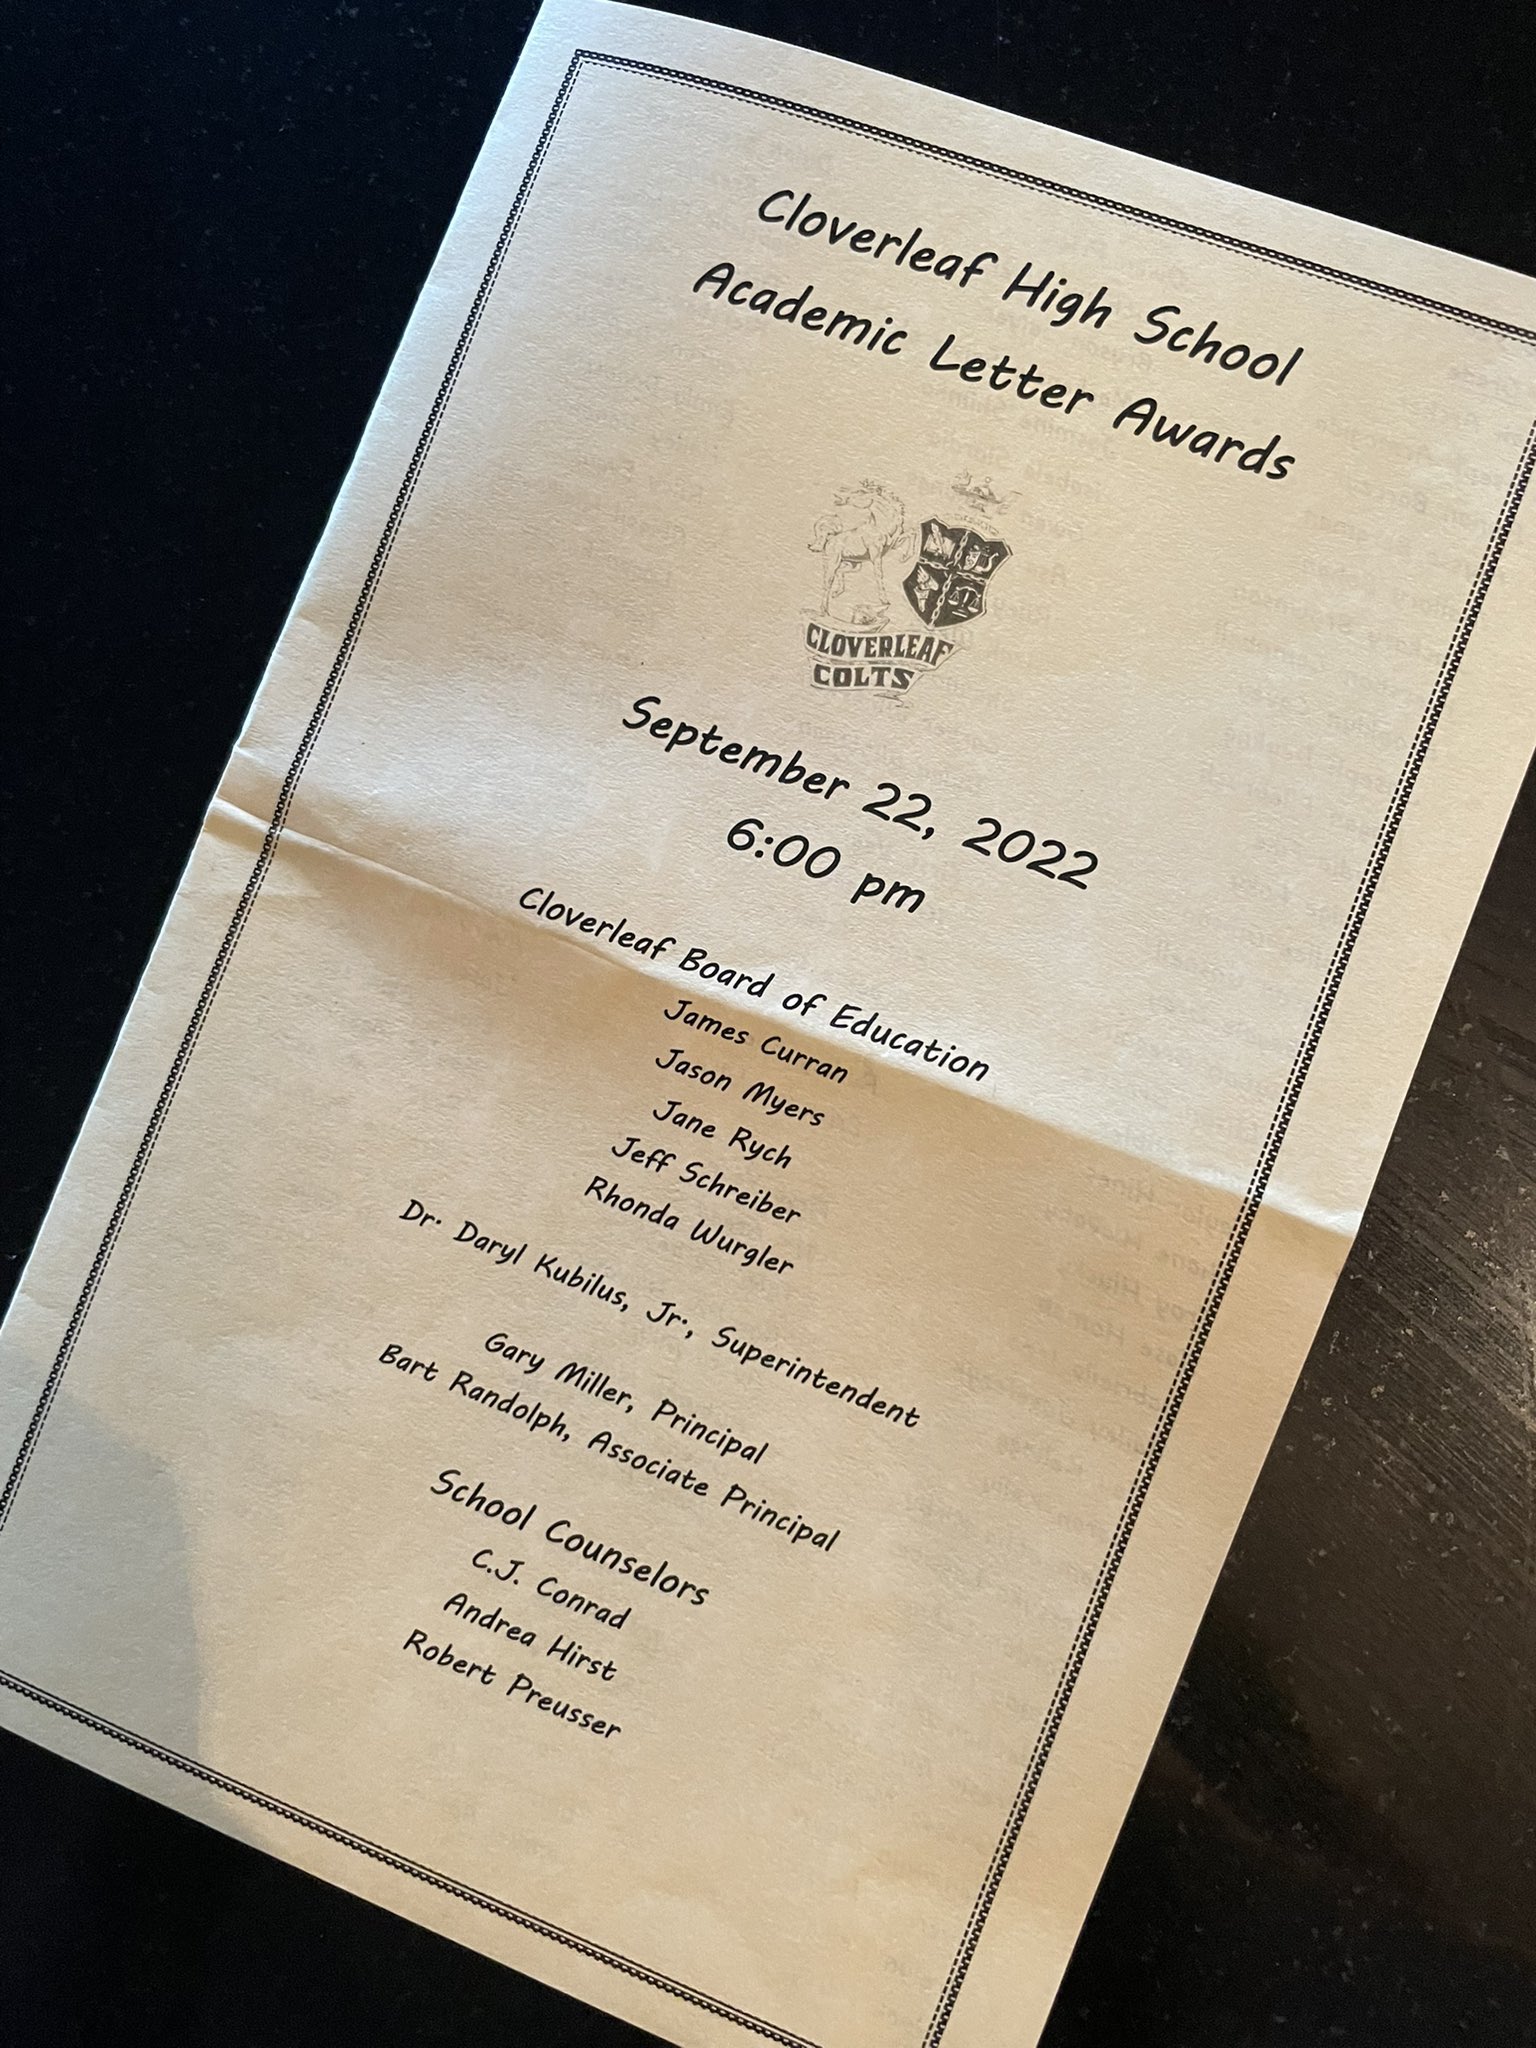 Cloverleaf High School
Academic Letter Awards
CLOVERLEAF
COLTS
September 22, 2022
6:00 pm
Cloverleaf Board of Education
James Curran
Jason Myers
Jane Rych
Jeff Schreiber
Rhonda Wurgler
Dr. Daryl Kubilus, Jr., Superintendent
Gary Miller, Principal
Bart Randolph, Associate Principal
School Counselors
C.J. Conrad
Andrea Hirst
Robert Preusser